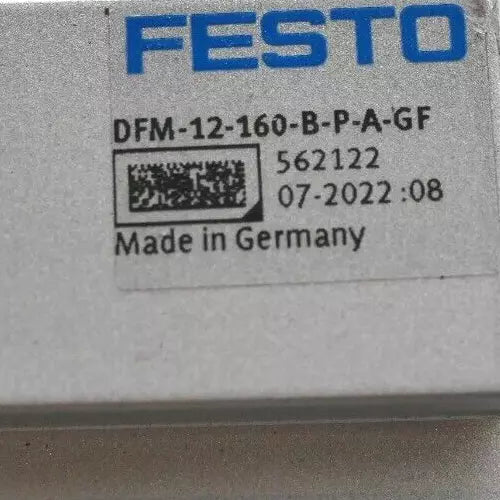 FESTO
DFM-12-160-B-P-A-GF
562122
07-2022 :08
Made in Germany